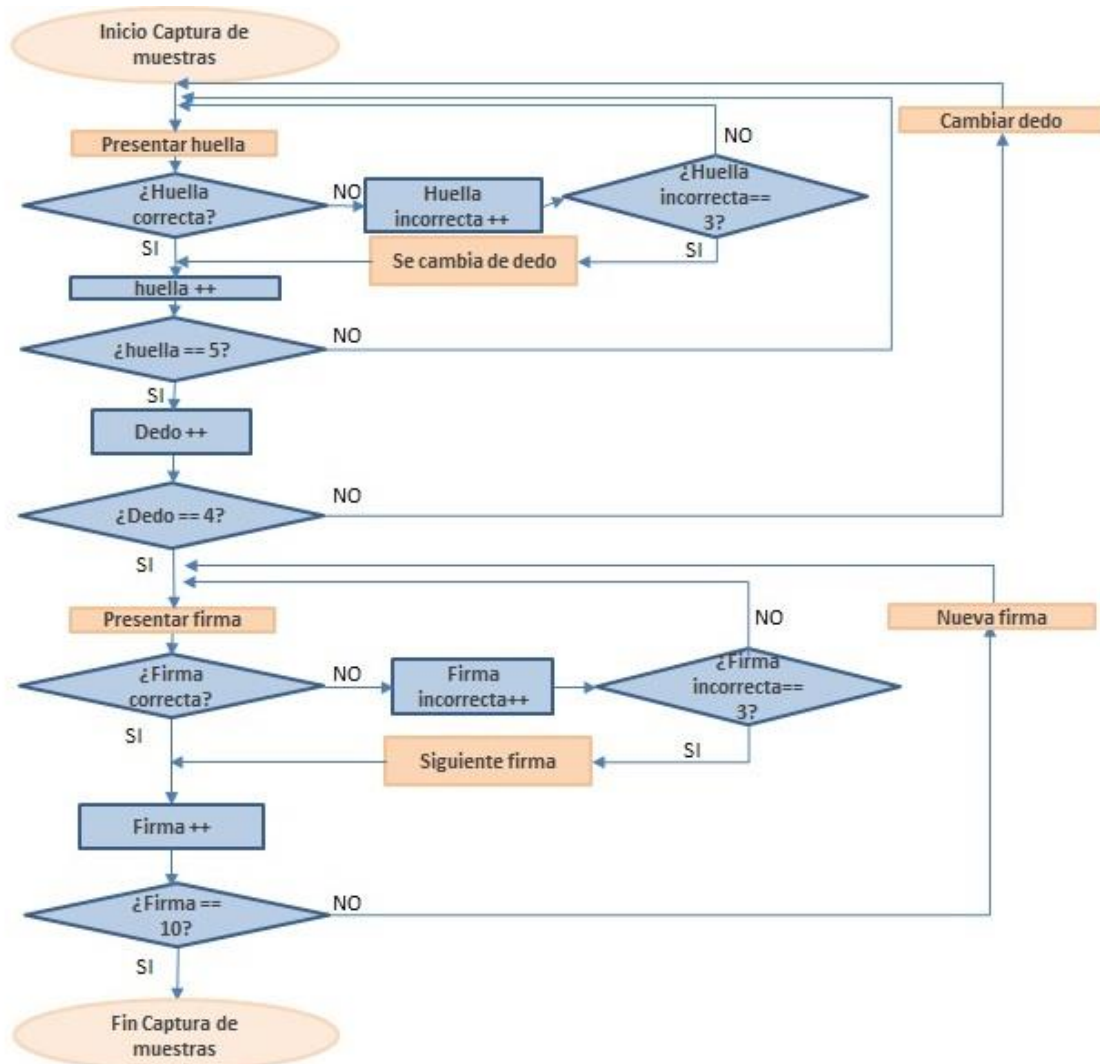 Inicio Captura de
muestras
Cambiar dedo
NO
Presentar huella
¿Huella
correcta?
NO
Huella
incorrecta ++
¿Huella
incorrecta==
3?
SI
Se cambia de dedo
SI
huella ++
¿huella == 5?
NO
SI
Dedo ++
¿Dedo == 4?
NO
SI
Presentar firma
Nueva firma
NO
¿Firma
correcta?
NO
Firma
incorrecta++
¿Firma
incorrecta==
3?
SI
Siguiente firma
SI
Firma ++
¿Firma ==
10?
NO
SI
Fin Captura de
muestras